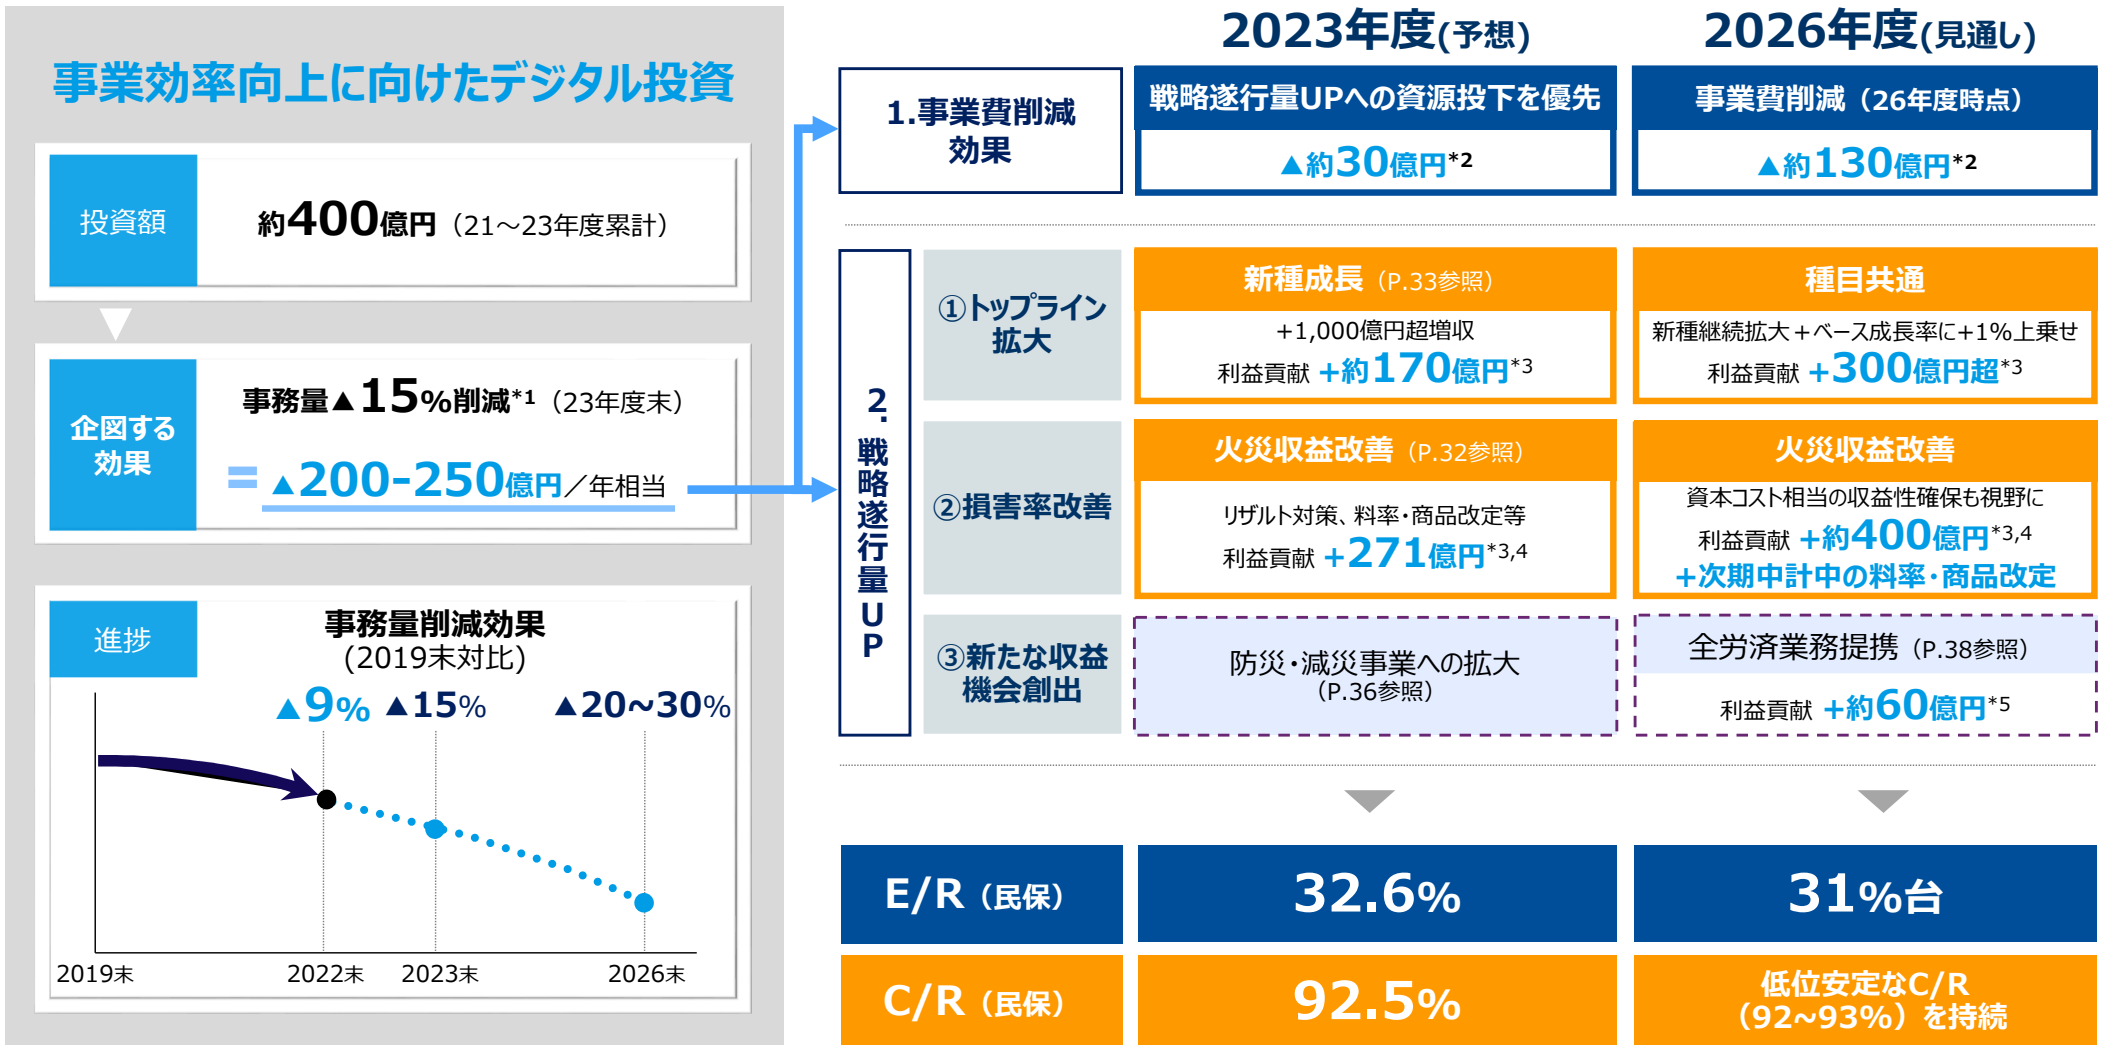 事業効率向上に向けたデジタル投資
投資額
約400億円（21～23年度累計）
企図する
効果
事務量▲15%削減*1（23年度末）
＝▲200-250億円／年相当
進捗
事務量削減効果
(2019末対比)
▲9% ▲15% ▲20~30%
2019末 2022末 2023末 2026末
2023年度(予想)
2026年度(見通し)
1.事業費削減
効果
戦略遂行量UPへの資源投下を優先
▲約30億円*2
事業費削減（26年度時点）
▲約130億円*2
2.戦略遂行量UP
①トップライン
拡大
新種成長（P.33参照）
+1,000億円超増収
利益貢献 +約170億円*3
種目共通
新種継続拡大＋ベース成長率に+1%上乗せ
利益貢献 +300億円超*3
②損害率改善
火災収益改善（P.32参照）
リザルト対策、料率・商品改定等
利益貢献 +271億円*3,4
火災収益改善
資本コスト相当の収益性確保も視野に
利益貢献 +約400億円*3,4
+次期中計中の料率・商品改定
③新たな収益
機会創出
防災・減災事業への拡大
（P.36参照）
全労済業務提携（P.38参照）
利益貢献 +約60億円*5
E/R（民保）
32.6%
31%台
C/R（民保）
92.5%
低位安定なC/R
（92~93%）を持続